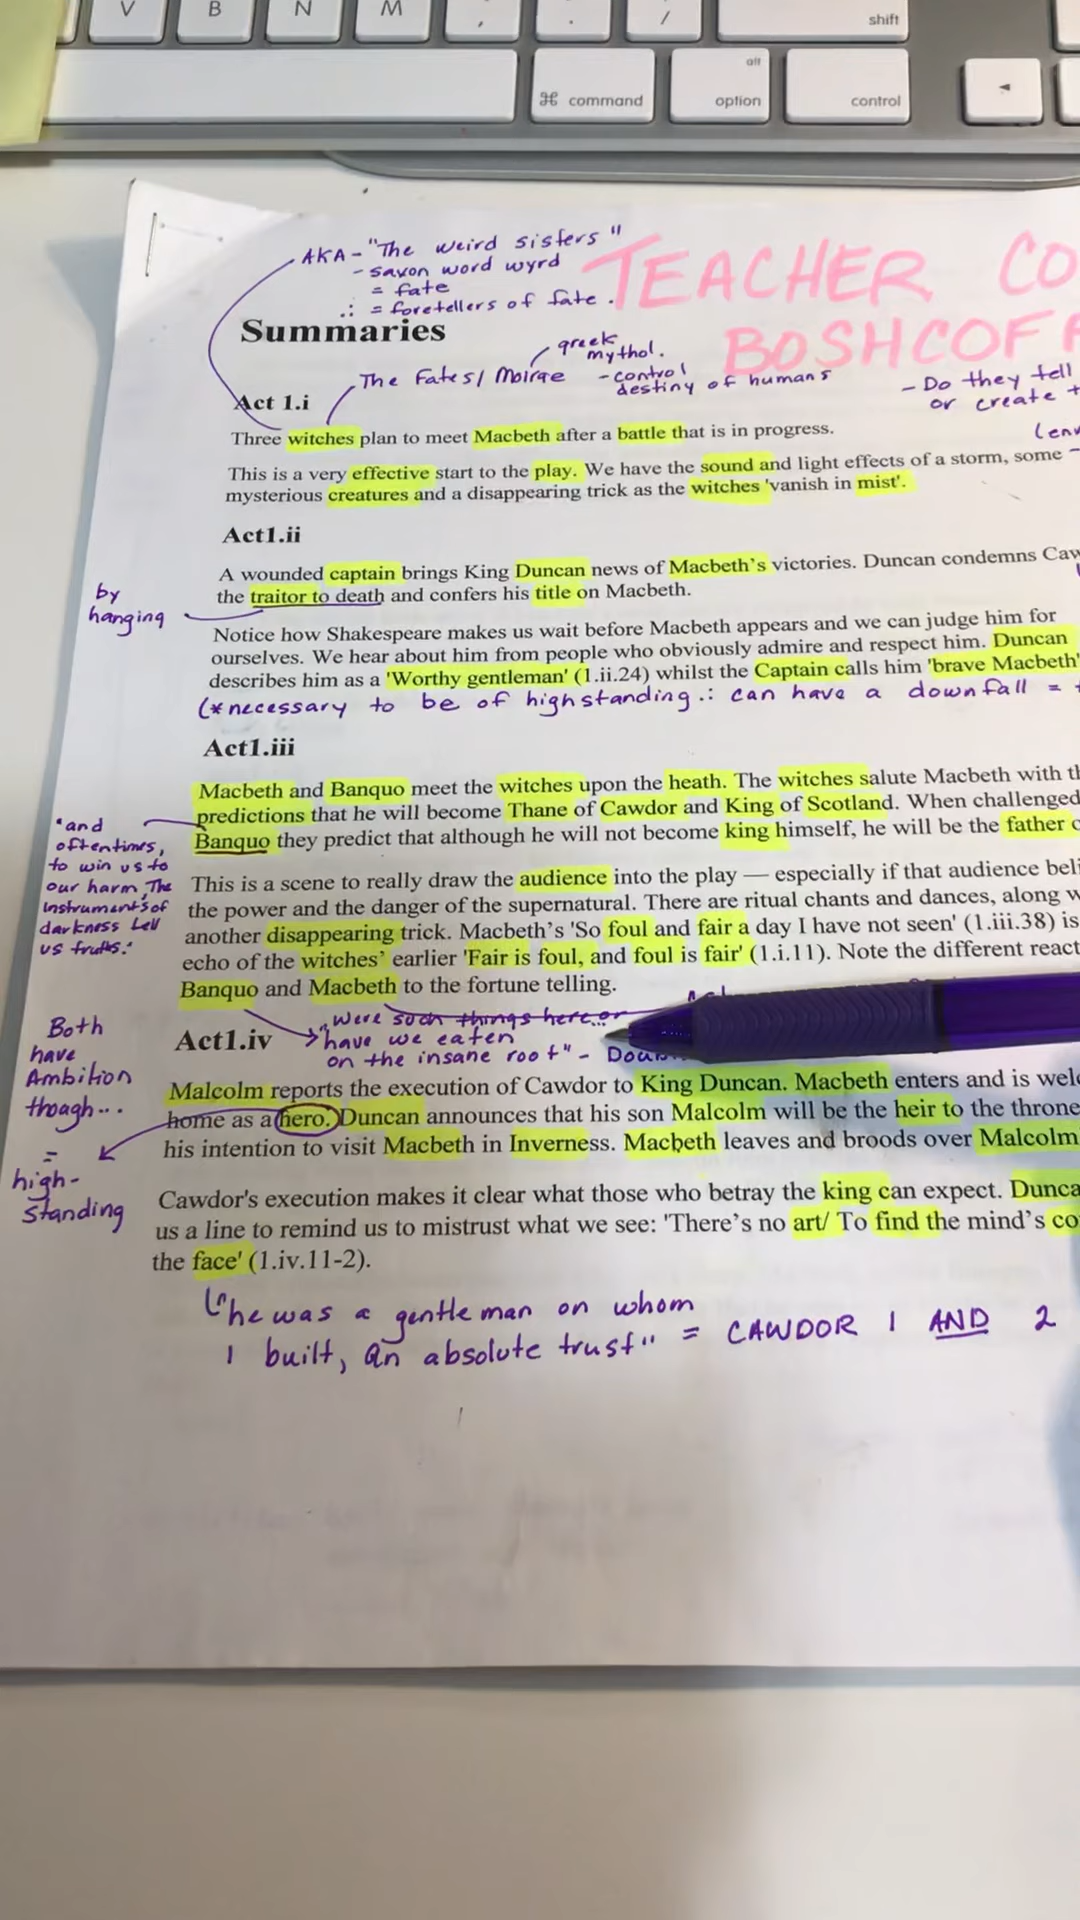 V B N M , . / shift
⌘ command alt option control ◄
AKA - "The weird sisters"
- saxon word wyrd
= fate
∴ = foretellers of fate.
TEACHER CO
BOSHCOFF
Summaries
greek
mythol.
The Fates/ Moirae - control
destiny of humans
- Do they tell
or create
Act 1.i
Three witches plan to meet Macbeth after a battle that is in progress.
This is a very effective start to the play. We have the sound and light effects of a storm, some
mysterious creatures and a disappearing trick as the witches 'vanish in mist'.
Act1.ii
A wounded captain brings King Duncan news of Macbeth's victories. Duncan condemns Caw
the traitor to death and confers his title on Macbeth.
by
hanging
Notice how Shakespeare makes us wait before Macbeth appears and we can judge him for
ourselves. We hear about him from people who obviously admire and respect him. Duncan
describes him as a 'Worthy gentleman' (1.ii.24) whilst the Captain calls him 'brave Macbeth'
(*necessary to be of highstanding ∴ can have a downfall =
Act1.iii
Macbeth and Banquo meet the witches upon the heath. The witches salute Macbeth with th
predictions that he will become Thane of Cawdor and King of Scotland. When challenged
Banquo they predict that although he will not become king himself, he will be the father o
"and
oftentimes,
to win us to
our harm, The
instruments of
darkness tell
us truths."
This is a scene to really draw the audience into the play — especially if that audience beli
the power and the danger of the supernatural. There are ritual chants and dances, along w
another disappearing trick. Macbeth's 'So foul and fair a day I have not seen' (1.iii.38) is
echo of the witches' earlier 'Fair is foul, and foul is fair' (1.i.11). Note the different react
Banquo and Macbeth to the fortune telling.
"Were such things here or
have we eaten
on the insane root" - Dou
Both
have
Ambition
though...
=
high-
standing
Act1.iv
Malcolm reports the execution of Cawdor to King Duncan. Macbeth enters and is welc
home as a hero. Duncan announces that his son Malcolm will be the heir to the throne
his intention to visit Macbeth in Inverness. Macbeth leaves and broods over Malcolm
Cawdor's execution makes it clear what those who betray the king can expect. Dunca
us a line to remind us to mistrust what we see: 'There's no art/ To find the mind's co
the face' (1.iv.11-2).
"he was a gentleman on whom
I built, an absolute trust" = CAWDOR 1 AND 2